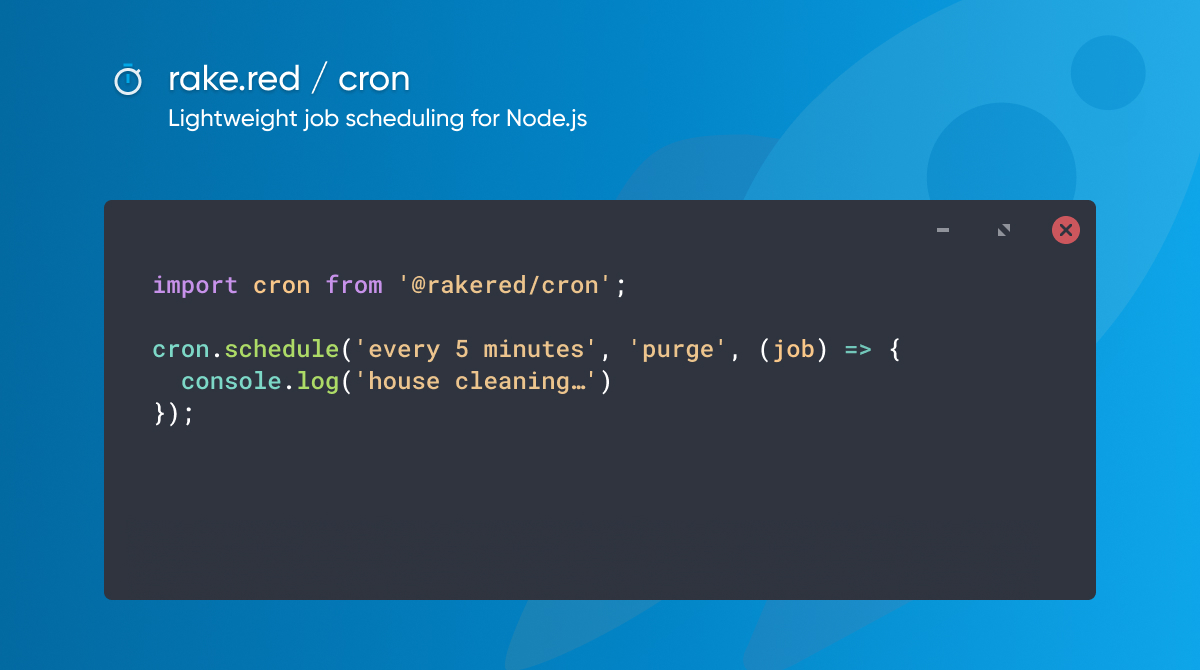 rake.red / cron
Lightweight job scheduling for Node.js
import cron from '@rakered/cron';
cron.schedule('every 5 minutes', 'purge', (job) => {
  console.log('house cleaning…')
});